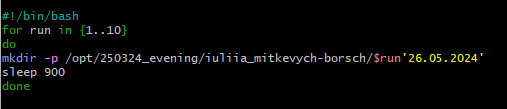 #!/bin/bash
for run in {1..10}
do
mkdir -p /opt/250324_evening/iuliia_mitkevych-borsch/$run'26.05.2024'
sleep 900
done